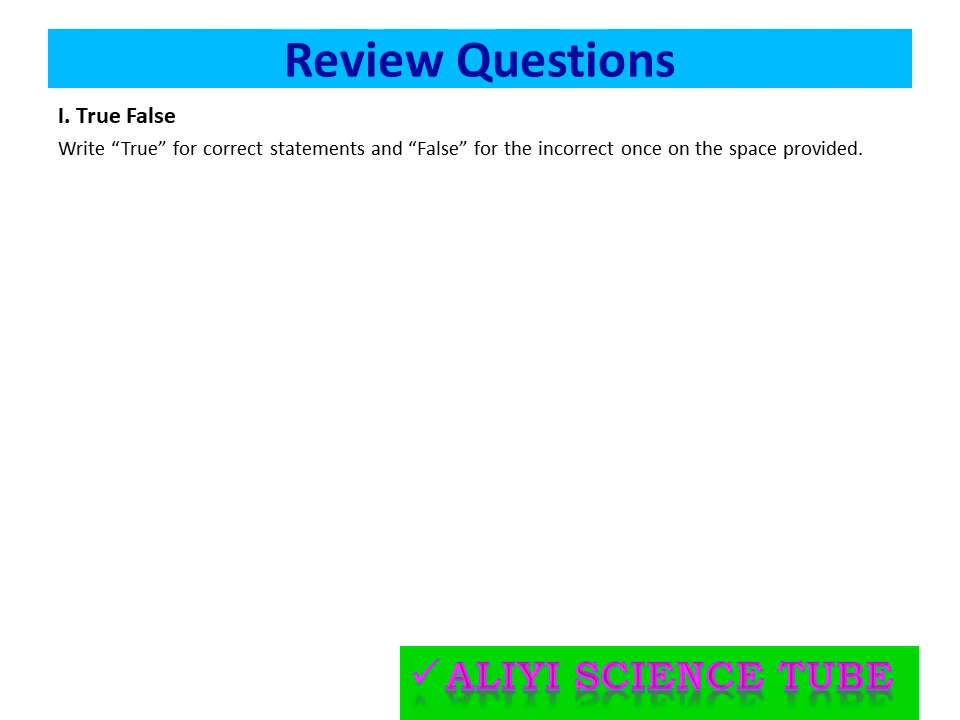 Review Questions
I. True False
Write “True” for correct statements and “False” for the incorrect once on the space provided.
✓ALIYI SCIENCE TUBE